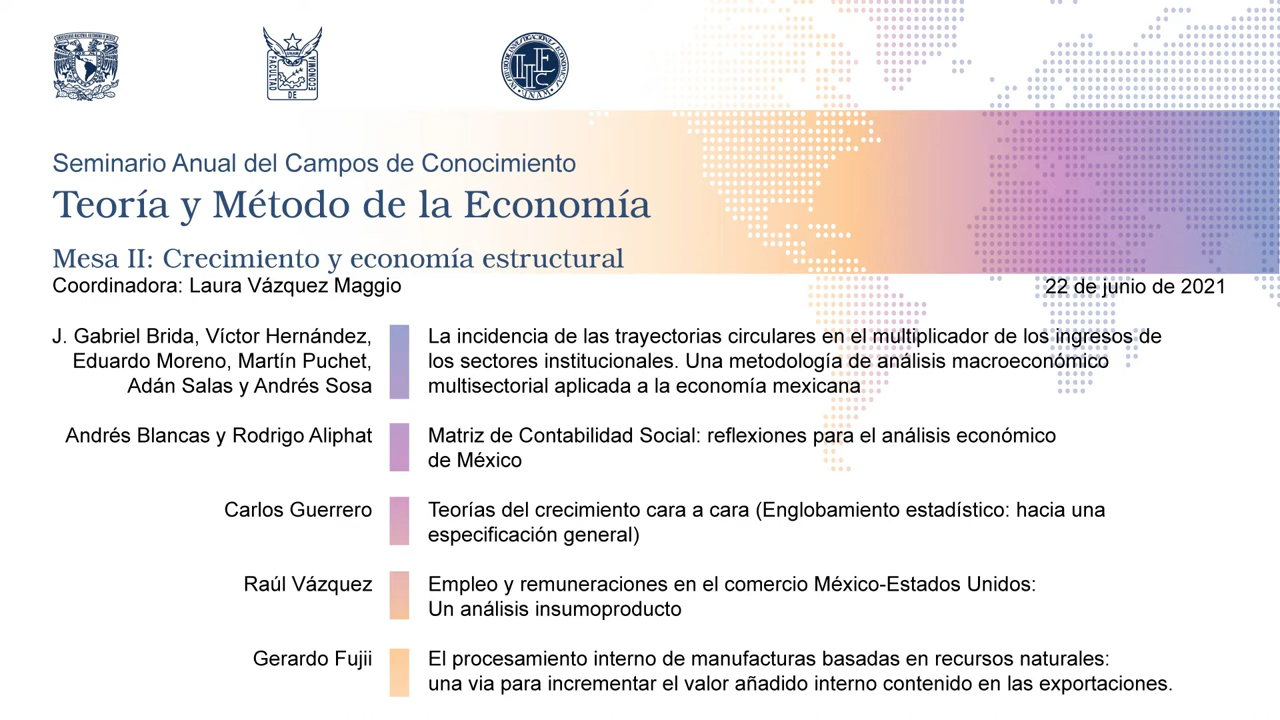 FACULTAD DE ECONOMIA
Seminario Anual del Campos de Conocimiento
Teoría y Método de la Economía
Mesa II: Crecimiento y economía estructural
Coordinadora: Laura Vázquez Maggio
22 de junio de 2021
J. Gabriel Brida, Víctor Hernández,
Eduardo Moreno, Martín Puchet,
Adán Salas y Andrés Sosa
La incidencia de las trayectorias circulares en el multiplicador de los ingresos de
los sectores institucionales. Una metodología de análisis macroeconómico
multisectorial aplicada a la economía mexicana
Andrés Blancas y Rodrigo Aliphat
Matriz de Contabilidad Social: reflexiones para el análisis económico
de México
Carlos Guerrero
Teorías del crecimiento cara a cara (Englobamiento estadístico: hacia una
especificación general)
Raúl Vázquez
Empleo y remuneraciones en el comercio México-Estados Unidos:
Un análisis insumoproducto
Gerardo Fujii
El procesamiento interno de manufacturas basadas en recursos naturales:
una via para incrementar el valor añadido interno contenido en las exportaciones.